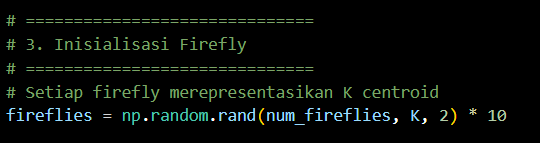 # ==============================
# 3. Inisialisasi Firefly
# ==============================
# Setiap firefly merepresentasikan K centroid
fireflies = np.random.rand(num_fireflies, K, 2) * 10